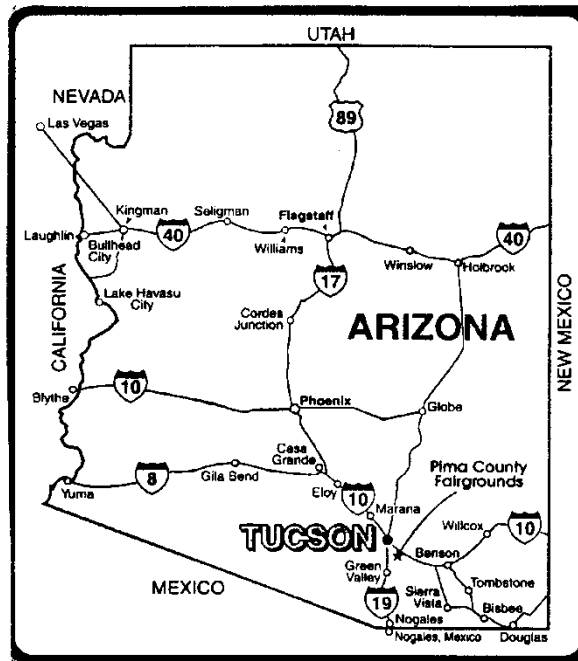 UTAH
NEVADA
Las Vegas
89
Kingman
Seligman
Flagstaff
Laughlin
Bullhead
City
40
Williams
40
Winslow
Holbrook
17
CALIFORNIA
Lake Havasu
City
Cordes
Junction
ARIZONA
NEW MEXICO
Blythe
10
Phoenix
Globe
Casa
Grande
Pima County
Fairgrounds
8
Gila Bend
Yuma
Eloy
10
Marana
Willcox
10
TUCSON
Benson
Green
Valley
MEXICO
Tombstone
Sierra
Vista
19
Bisbee
Nogales
Nogales, Mexico
Douglas